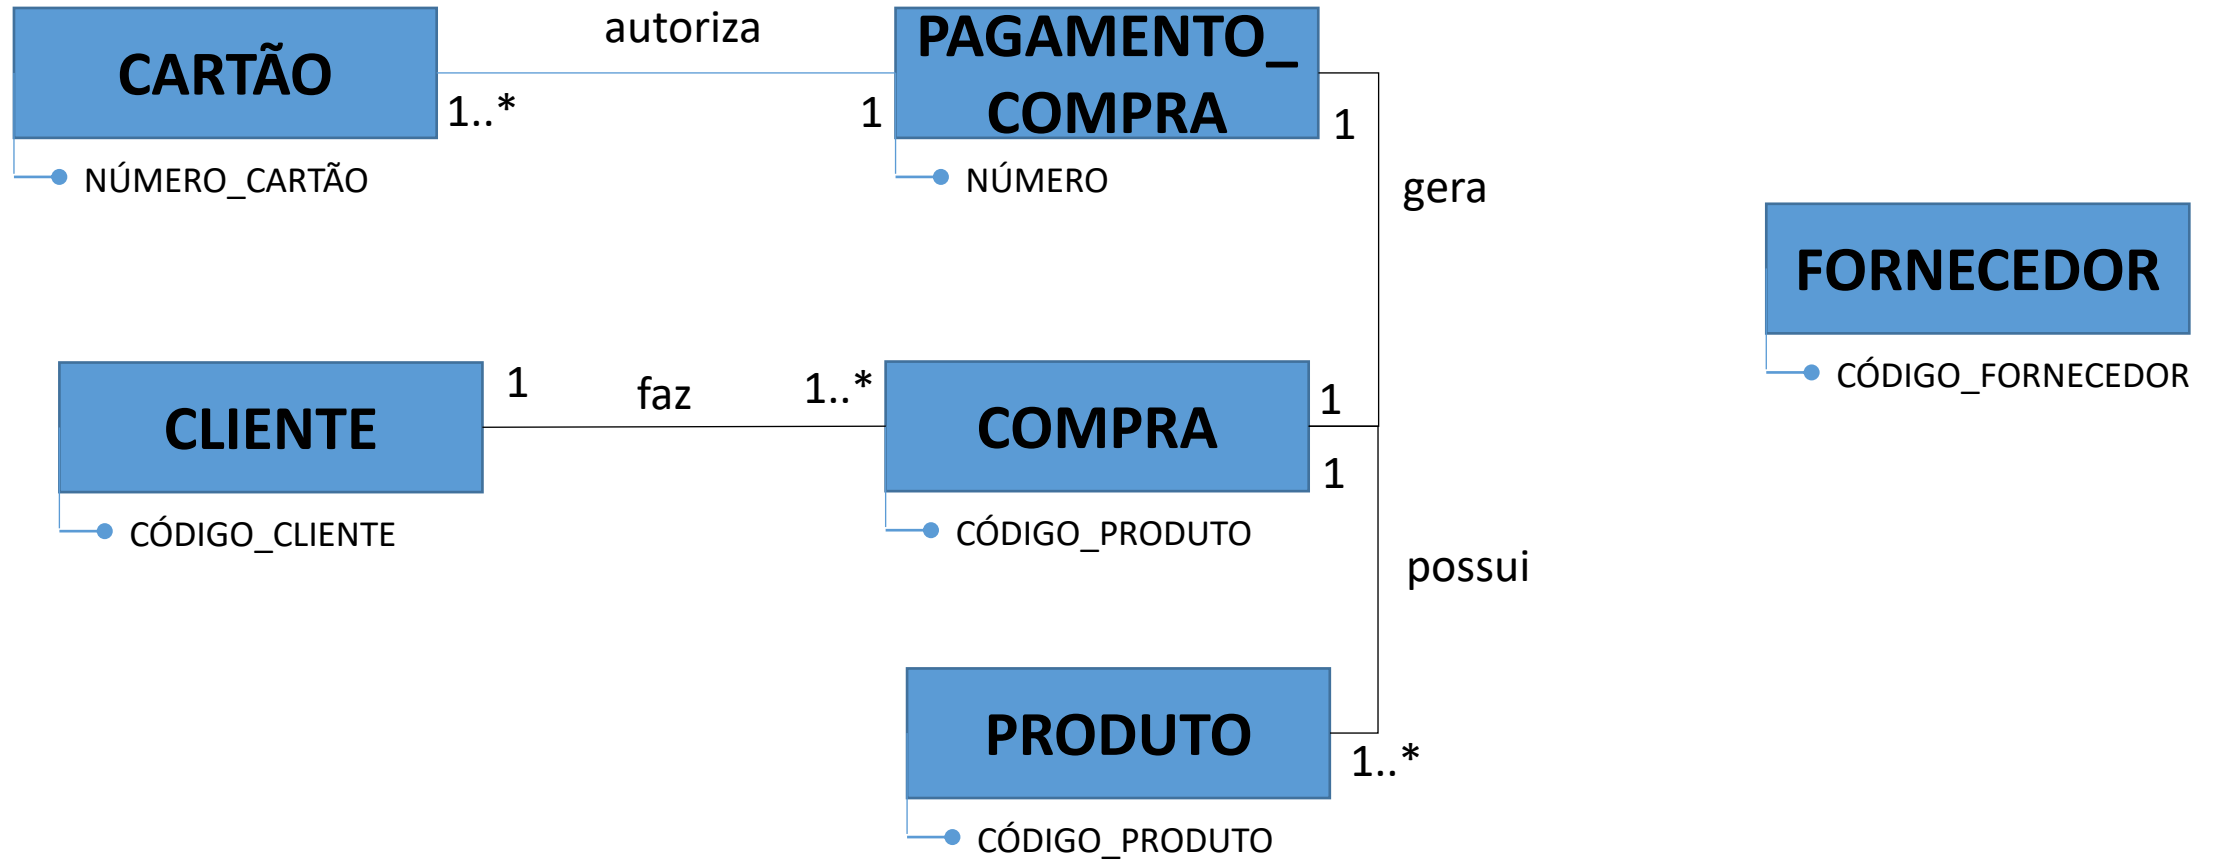 CARTÃO
autoriza
PAGAMENTO_
COMPRA
1..*
1
1
NÚMERO_CARTÃO
NÚMERO
gera
FORNECEDOR
CÓDIGO_FORNECEDOR
CLIENTE
1
faz
1..*
COMPRA
1
1
CÓDIGO_CLIENTE
CÓDIGO_PRODUTO
possui
PRODUTO
1..*
CÓDIGO_PRODUTO